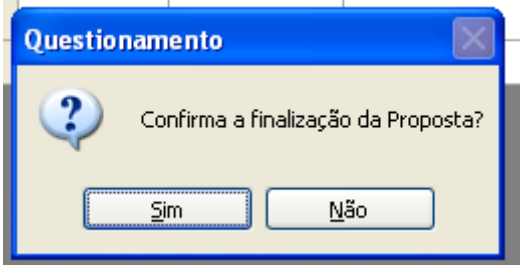 Questionamento
?
Confirma a finalização da Proposta?
Sim
Não